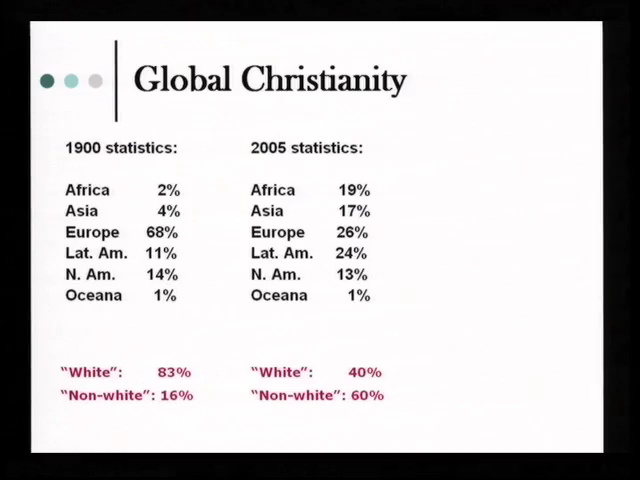 Global Christianity
1900 statistics:
Africa 2%
Asia 4%
Europe 68%
Lat. Am. 11%
N. Am. 14%
Oceana 1%
"White": 83%
"Non-white": 16%
2005 statistics:
Africa 19%
Asia 17%
Europe 26%
Lat. Am. 24%
N. Am. 13%
Oceana 1%
"White": 40%
"Non-white": 60%